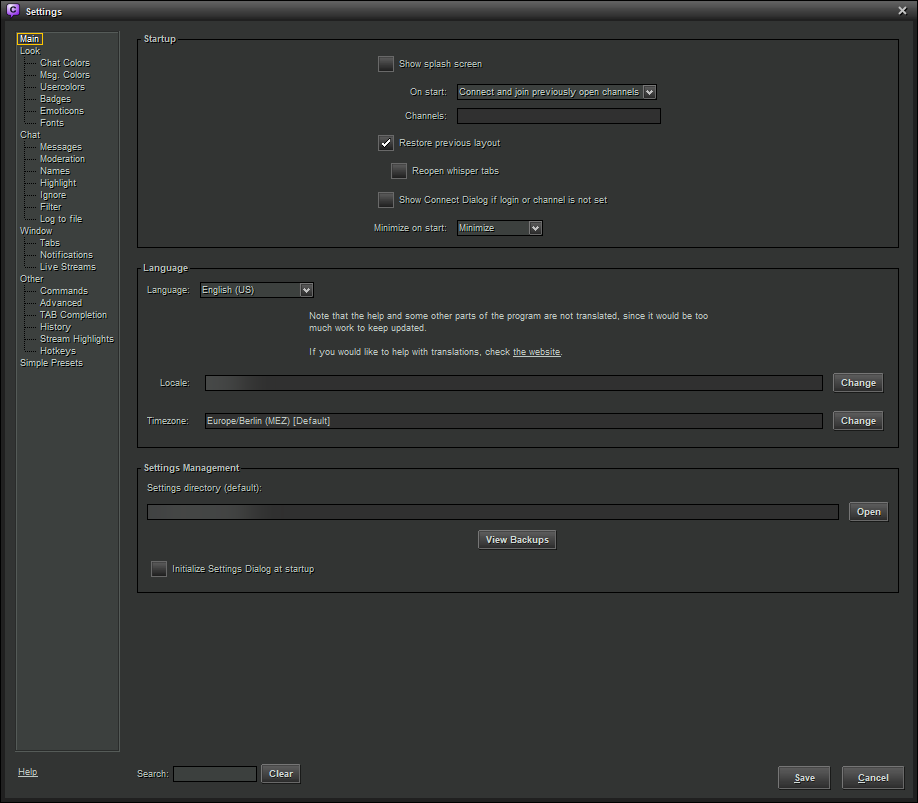 Settings
Main
Look
Chat Colors
Msg. Colors
Usercolors
Badges
Emoticons
Fonts
Chat
Messages
Moderation
Names
Highlight
Ignore
Filter
Log to file
Window
Tabs
Notifications
Live Streams
Other
Commands
Advanced
TAB Completion
History
Stream Highlights
Hotkeys
Simple Presets
Startup
Show splash screen
On start: Connect and join previously open channels
Channels:
Restore previous layout
Reopen whisper tabs
Show Connect Dialog if login or channel is not set
Minimize on start: Minimize
Language
Language: English (US)
Note that the help and some other parts of the program are not translated, since it would be too
much work to keep updated.
If you would like to help with translations, check the website.
Locale: Change
Timezone: Europe/Berlin (MEZ) [Default] Change
Settings Management
Settings directory (default):
Open
View Backups
Initialize Settings Dialog at startup
Help
Search: Clear
Save Cancel